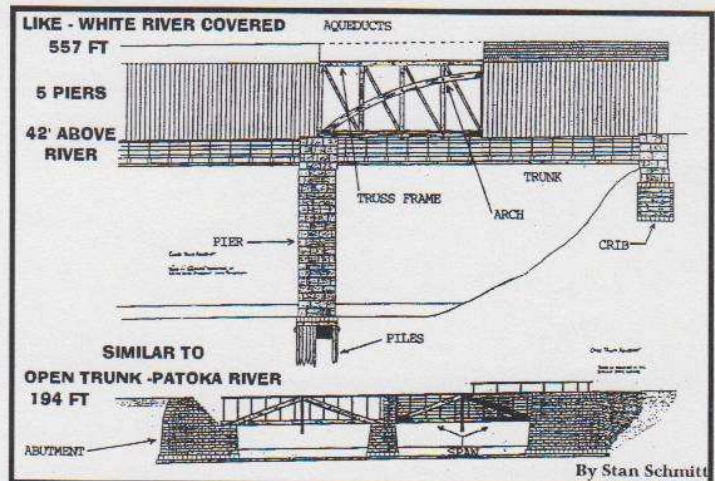 LIKE - WHITE RIVER COVERED AQUEDUCTS
557 FT
5 PIERS
42' ABOVE
RIVER
TRUNK
TRUSS FRAME
ARCH
PIER
CRIB
PILES
SIMILAR TO
OPEN TRUNK -PATOKA RIVER
194 FT
ABUTMENT
SPAN
By Stan Schmitt